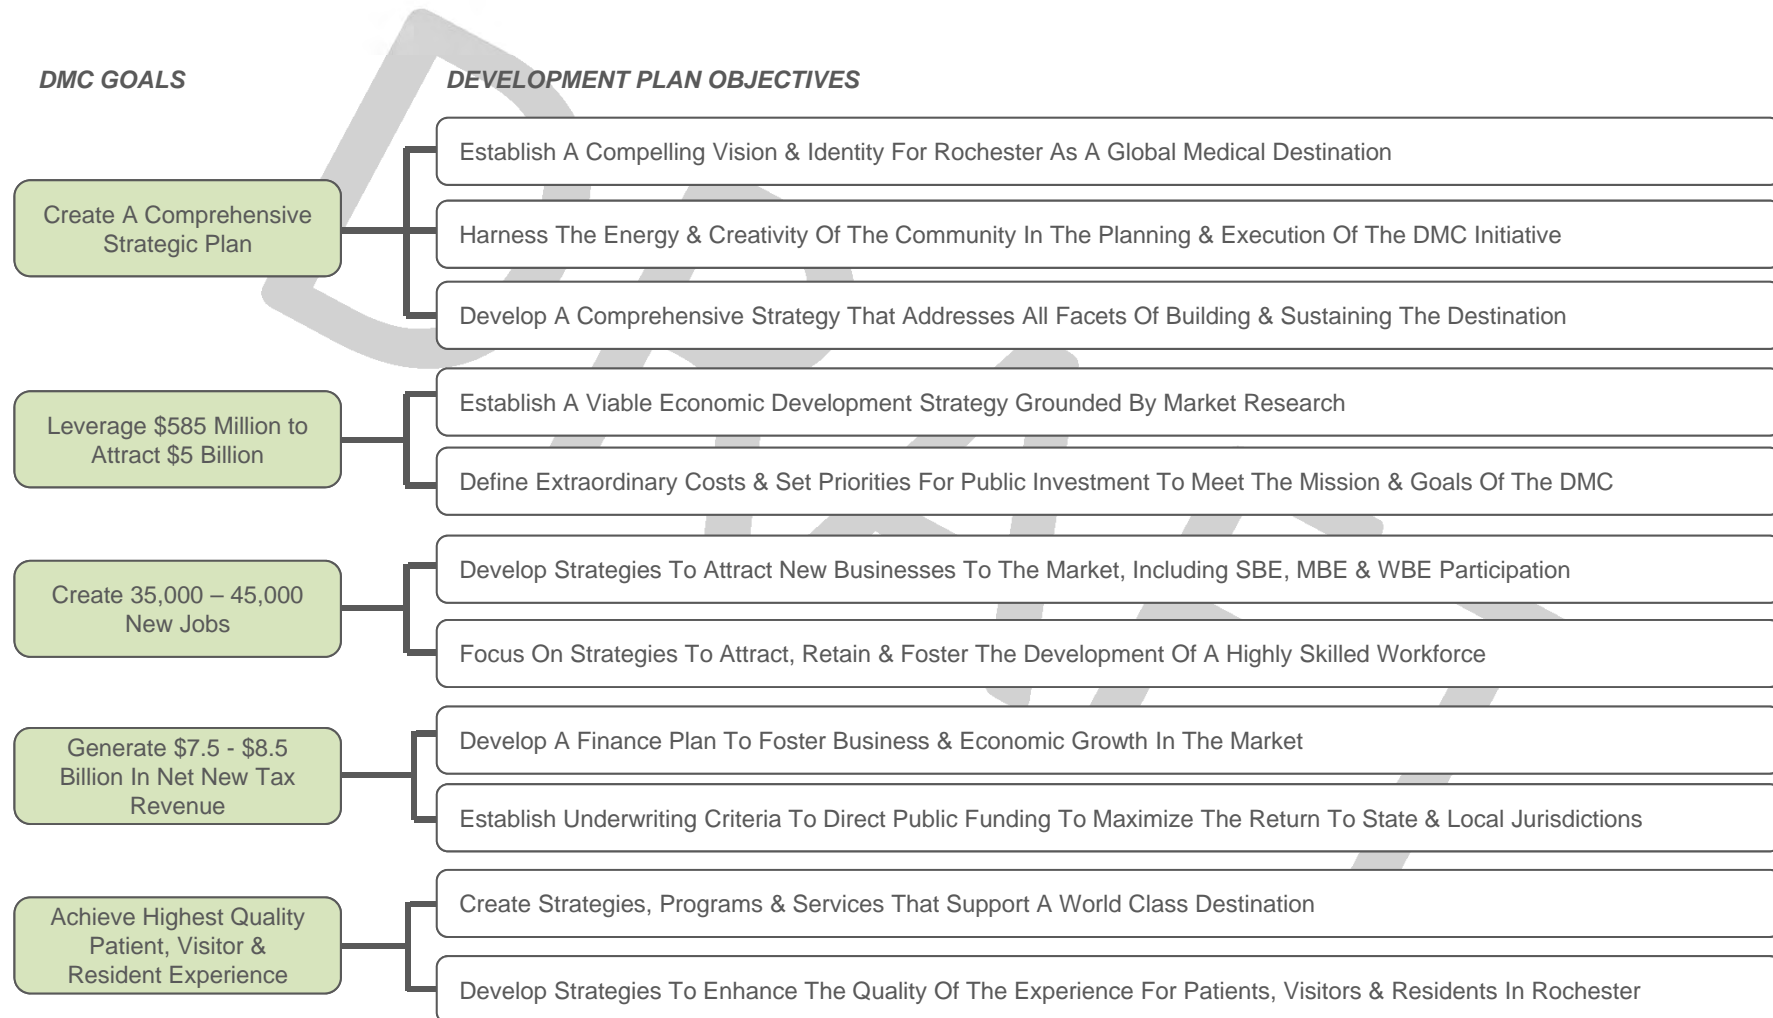 DMC GOALS
DEVELOPMENT PLAN OBJECTIVES
Create A Comprehensive
Strategic Plan
Establish A Compelling Vision & Identity For Rochester As A Global Medical Destination
Harness The Energy & Creativity Of The Community In The Planning & Execution Of The DMC Initiative
Develop A Comprehensive Strategy That Addresses All Facets Of Building & Sustaining The Destination
Leverage $585 Million to
Attract $5 Billion
Establish A Viable Economic Development Strategy Grounded By Market Research
Define Extraordinary Costs & Set Priorities For Public Investment To Meet The Mission & Goals Of The DMC
Create 35,000 – 45,000
New Jobs
Develop Strategies To Attract New Businesses To The Market, Including SBE, MBE & WBE Participation
Focus On Strategies To Attract, Retain & Foster The Development Of A Highly Skilled Workforce
Generate $7.5 - $8.5
Billion In Net New Tax
Revenue
Develop A Finance Plan To Foster Business & Economic Growth In The Market
Establish Underwriting Criteria To Direct Public Funding To Maximize The Return To State & Local Jurisdictions
Achieve Highest Quality
Patient, Visitor &
Resident Experience
Create Strategies, Programs & Services That Support A World Class Destination
Develop Strategies To Enhance The Quality Of The Experience For Patients, Visitors & Residents In Rochester
DRAFT